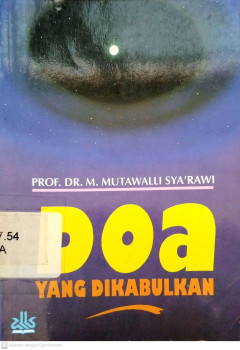 PROF. DR. M. MUTAWALLI SYA'RAWI
DOA
YANG DIKABULKAN
7.54
A